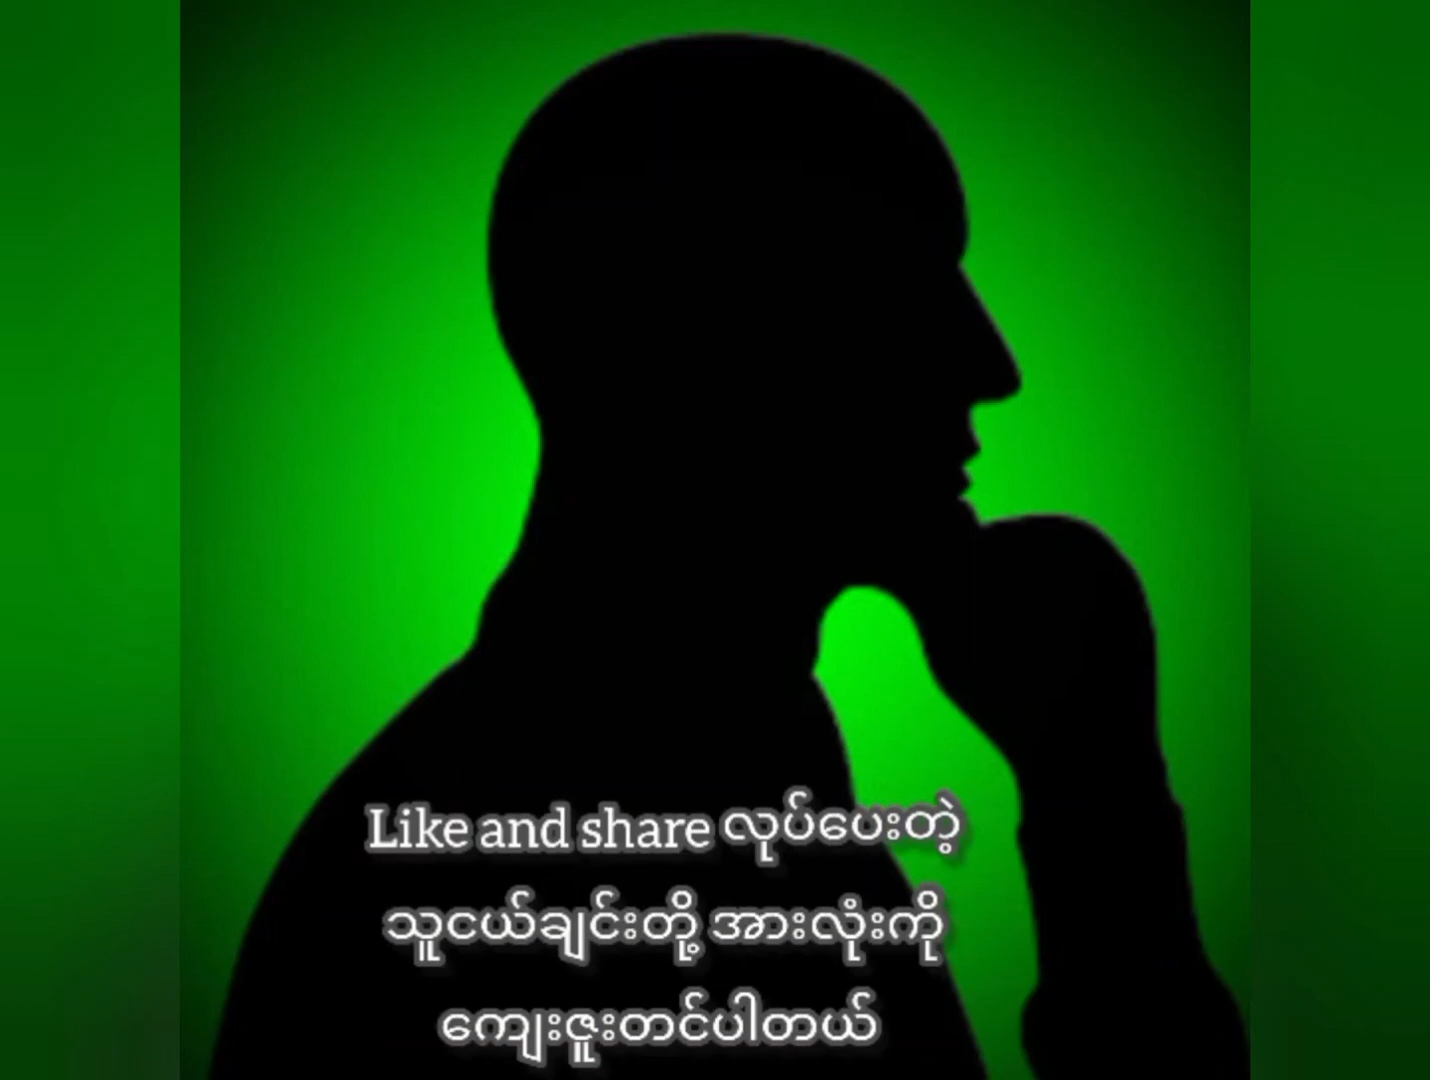 Like and share လုပ်ပေးတဲ့
သူငယ်ချင်းတို့ အားလုံးကို
ကျေးဇူးတင်ပါတယ်